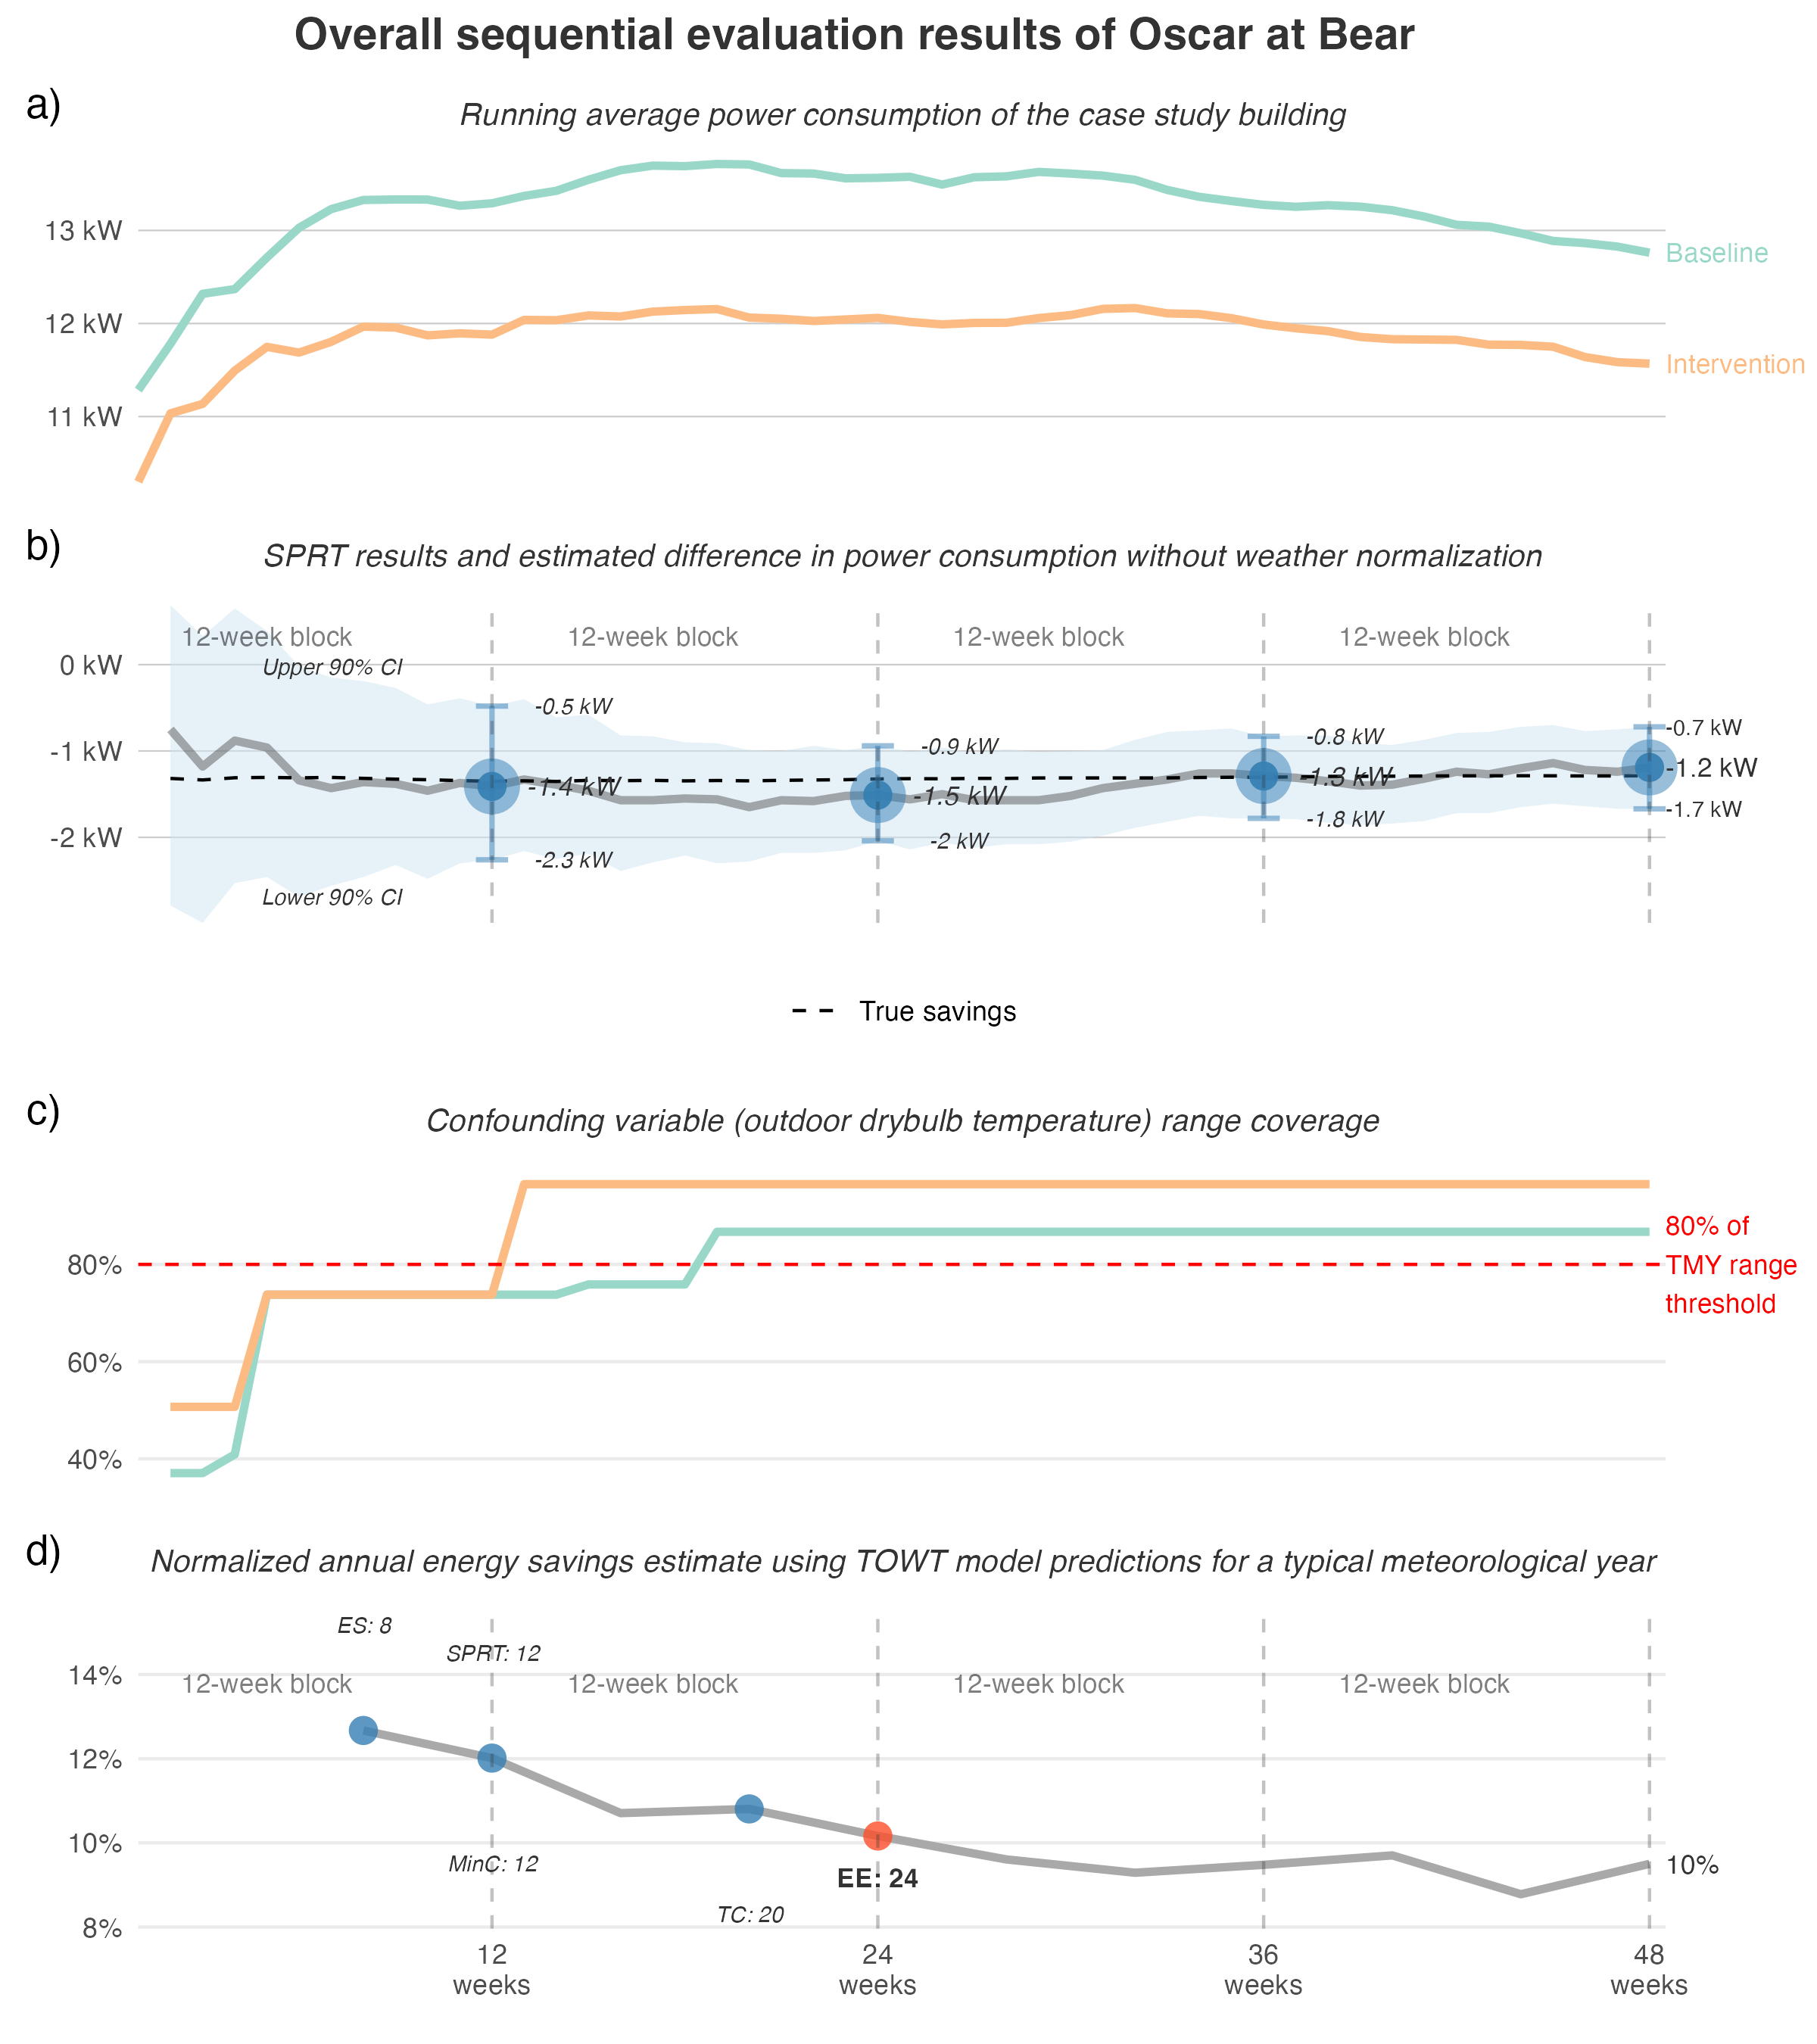 Overall sequential evaluation results of Oscar at Bear
a)
Running average power consumption of the case study building
13 kW
12 kW
11 kW
Baseline
Intervention
b)
SPRT results and estimated difference in power consumption without weather normalization
12-week block
12-week block
12-week block
12-week block
0 kW
-1 kW
-2 kW
Upper 90% CI
Lower 90% CI
-0.5 kW
-1.4 kW
-2.3 kW
-0.9 kW
-1.5 kW
-2 kW
-0.8 kW
-1.3 kW
-1.8 kW
-0.7 kW
-1.2 kW
-1.7 kW
True savings
c)
Confounding variable (outdoor drybulb temperature) range coverage
80%
60%
40%
80% of
TMY range
threshold
d)
Normalized annual energy savings estimate using TOWT model predictions for a typical meteorological year
ES: 8
SPRT: 12
14%
12-week block
12-week block
12-week block
12-week block
12%
10%
8%
MinC: 12
EE: 24
TC: 20
10%
12
weeks
24
weeks
36
weeks
48
weeks